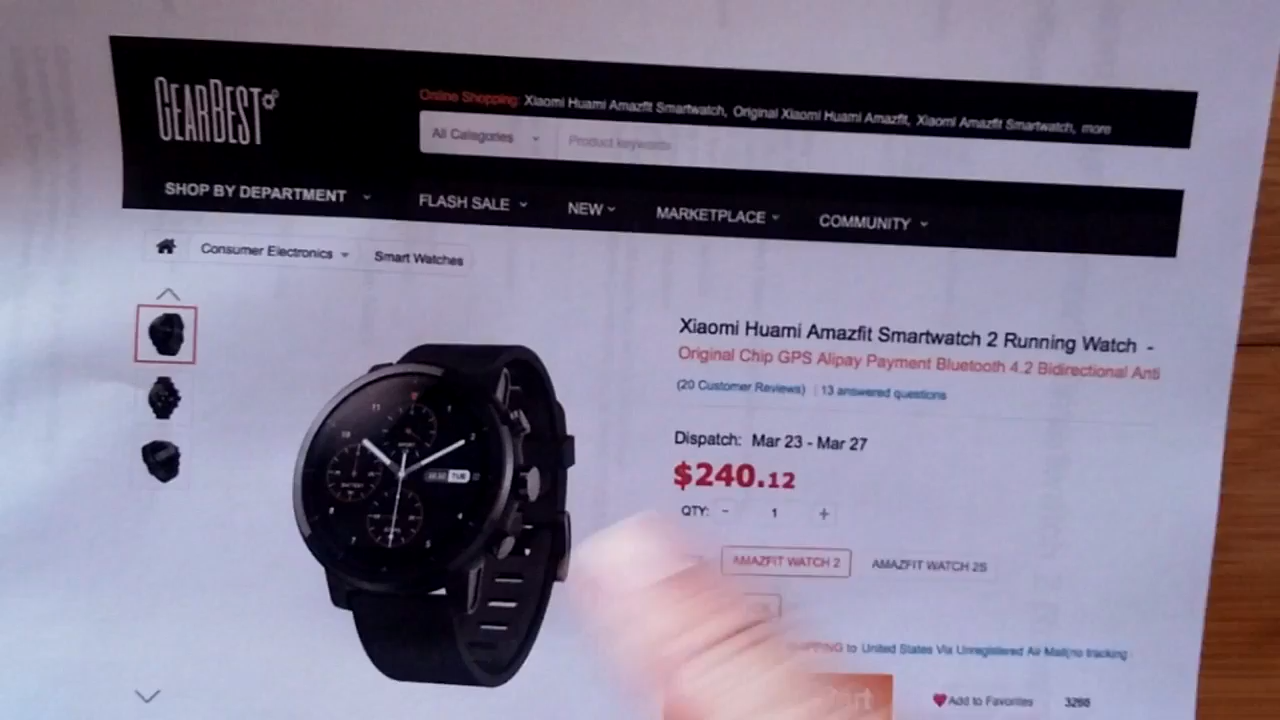 GEARBEST
Online Shopping: Xiaomi Huami Amazfit Smartwatch, Original Xiaomi Huami Amazfit, Xiaomi Amazfit Smartwatch, more
All Categories Product keywords
SHOP BY DEPARTMENT FLASH SALE NEW MARKETPLACE COMMUNITY
Consumer Electronics Smart Watches
Xiaomi Huami Amazfit Smartwatch 2 Running Watch -
Original Chip GPS Alipay Payment Bluetooth 4.2 Bidirectional Anti
(20 Customer Reviews) | 13 answered questions
Dispatch: Mar 23 - Mar 27
$240.12
QTY: - 1 +
AMAZFIT WATCH 2 AMAZFIT WATCH 2S
to United States Via Unregistered Air Mail(no tracking
Add to Favorites